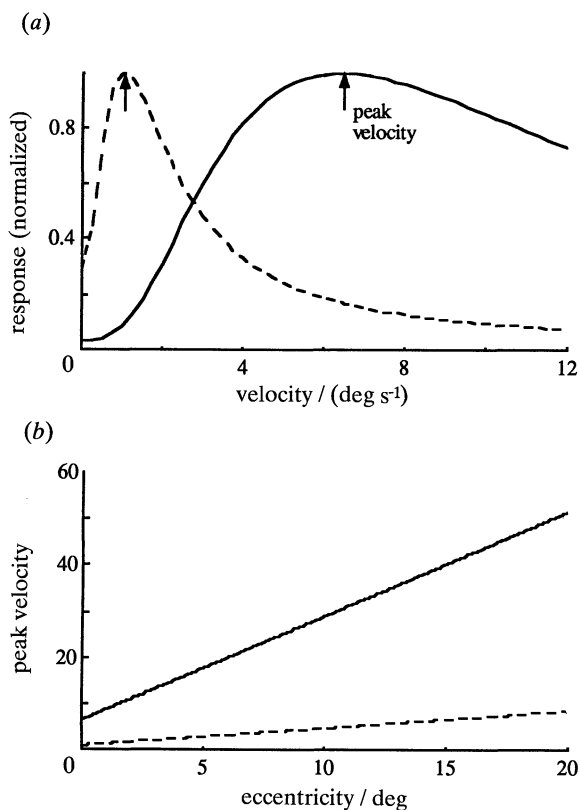 (a)
0.8
0.4
0
4
8
12
response (normalized)
peak
velocity
velocity / (deg s-1)
(b)
60
40
20
0
5
10
15
20
peak velocity
eccentricity / deg